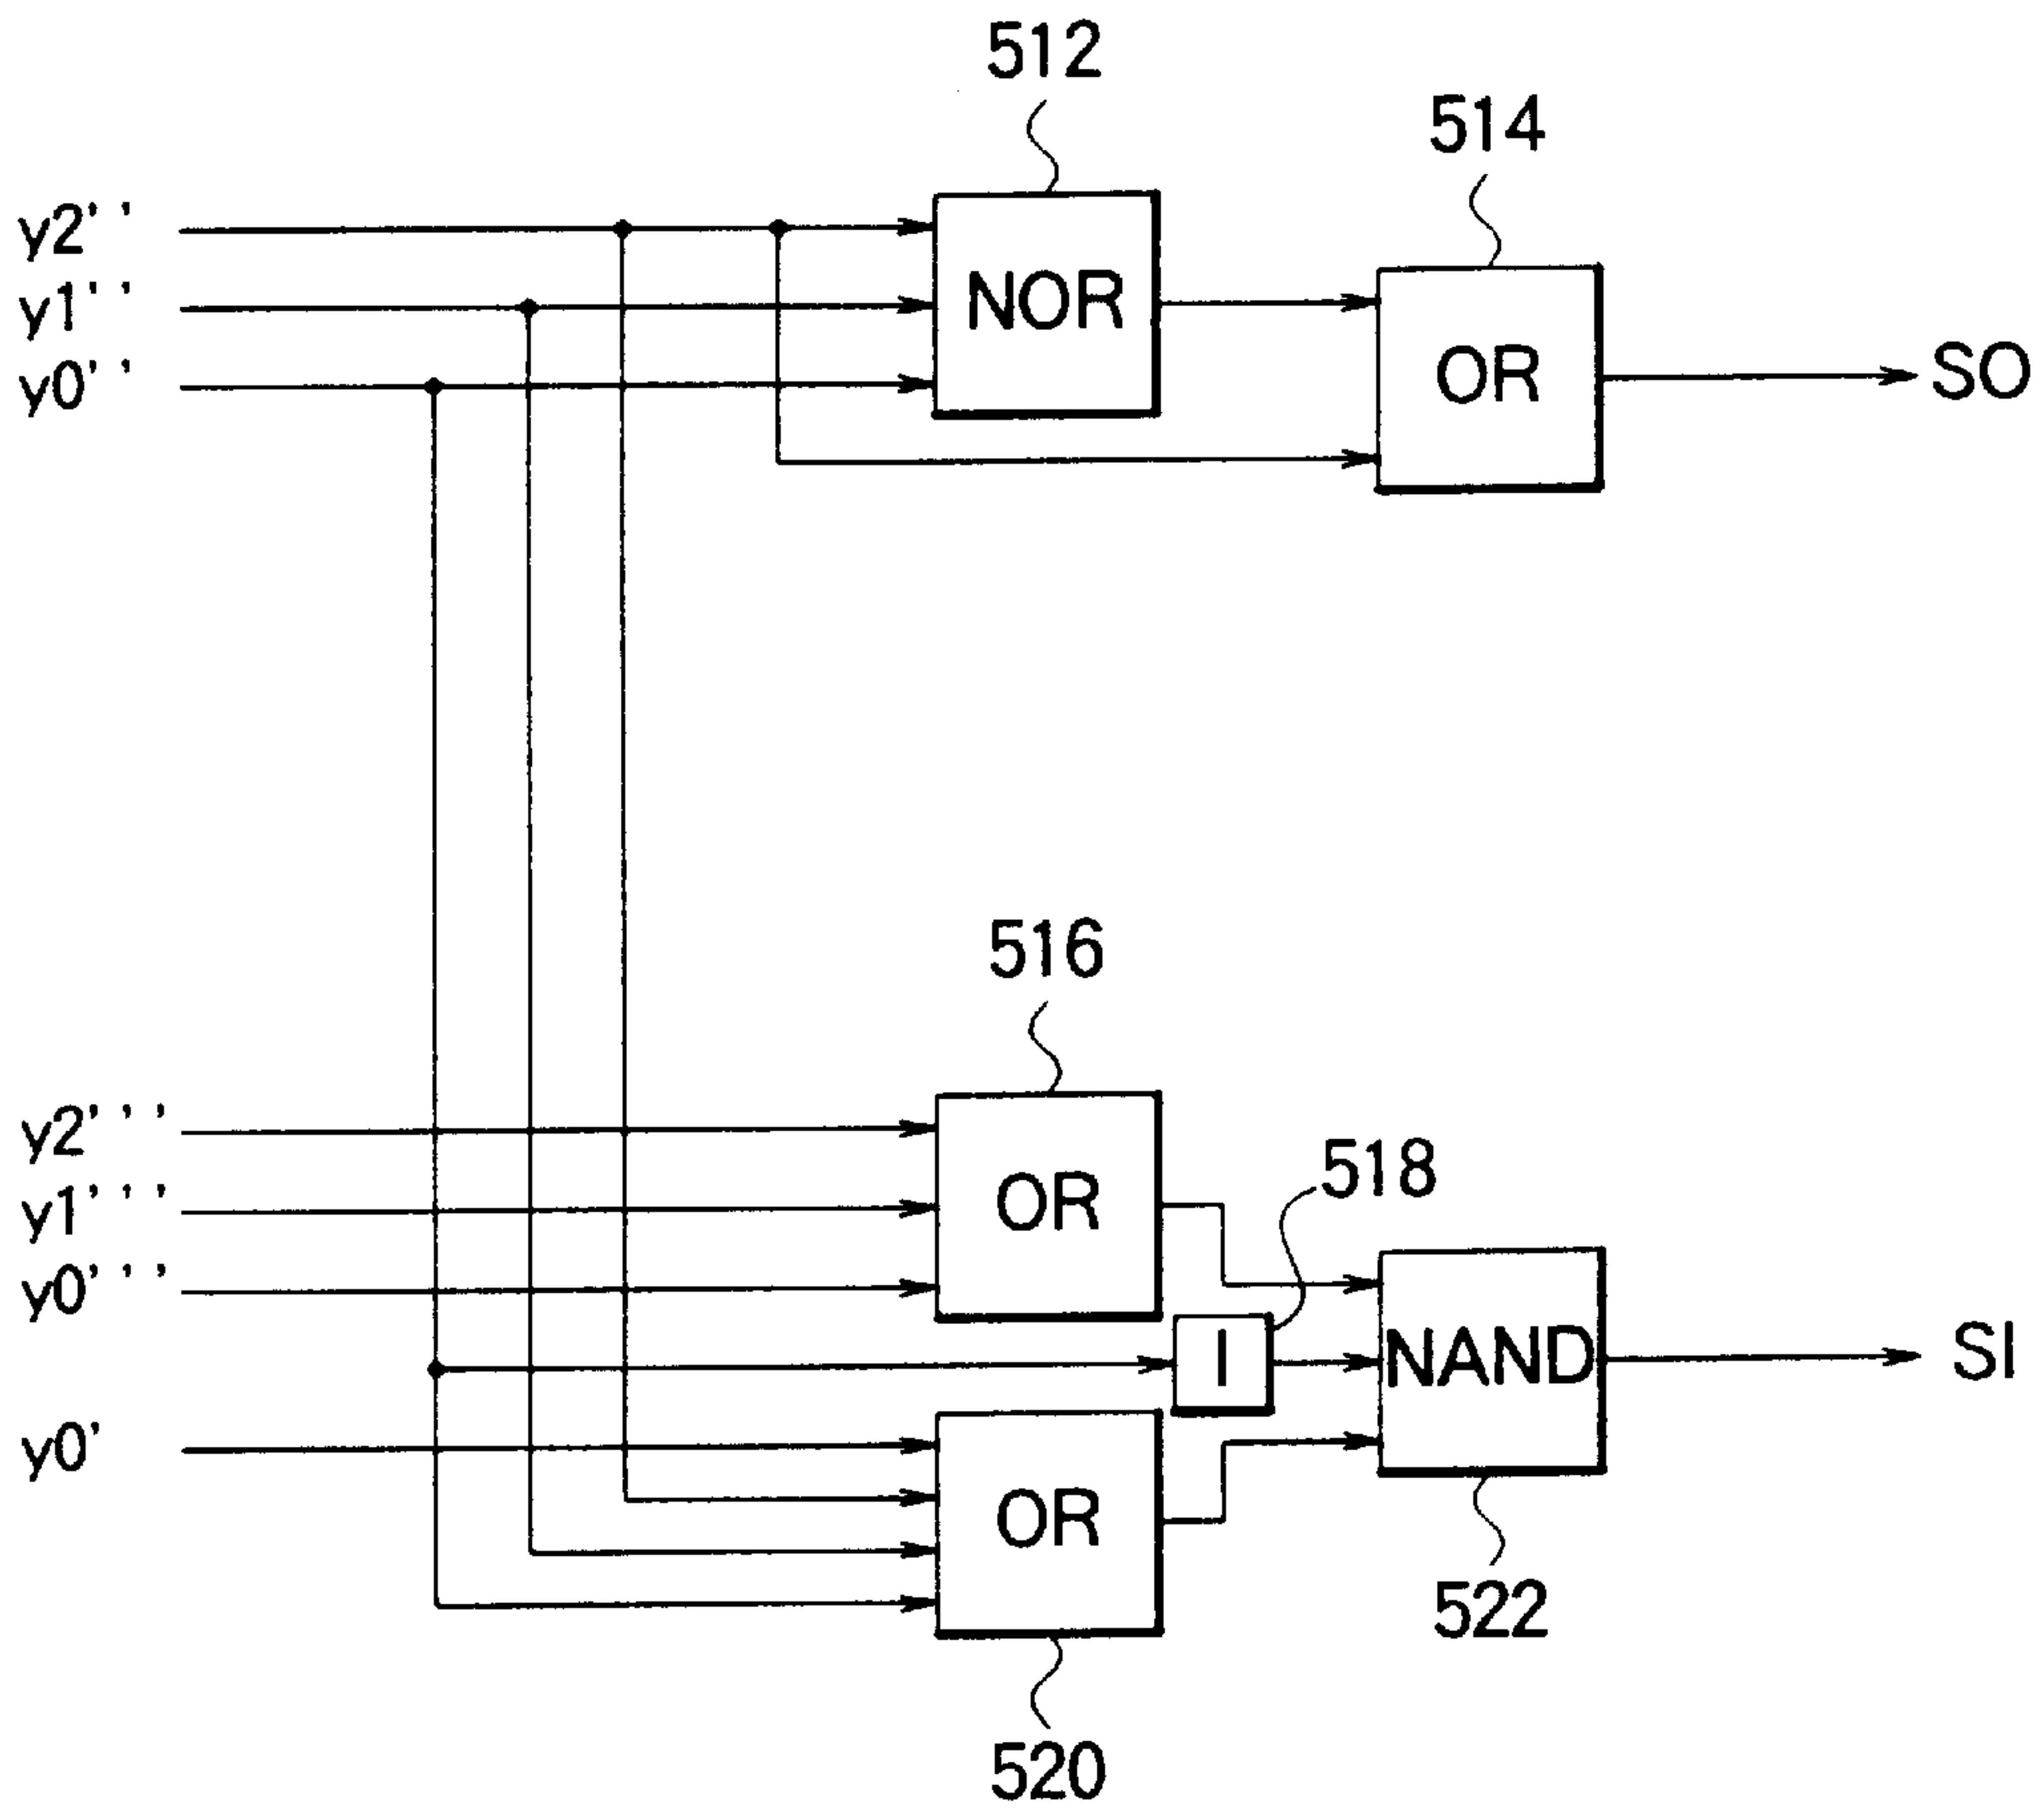 512
514
y2''
y1''
y0''
NOR
OR
SO
516
y2'''
y1'''
y0'''
OR
518
I
NAND
SI
y0'
OR
522
520